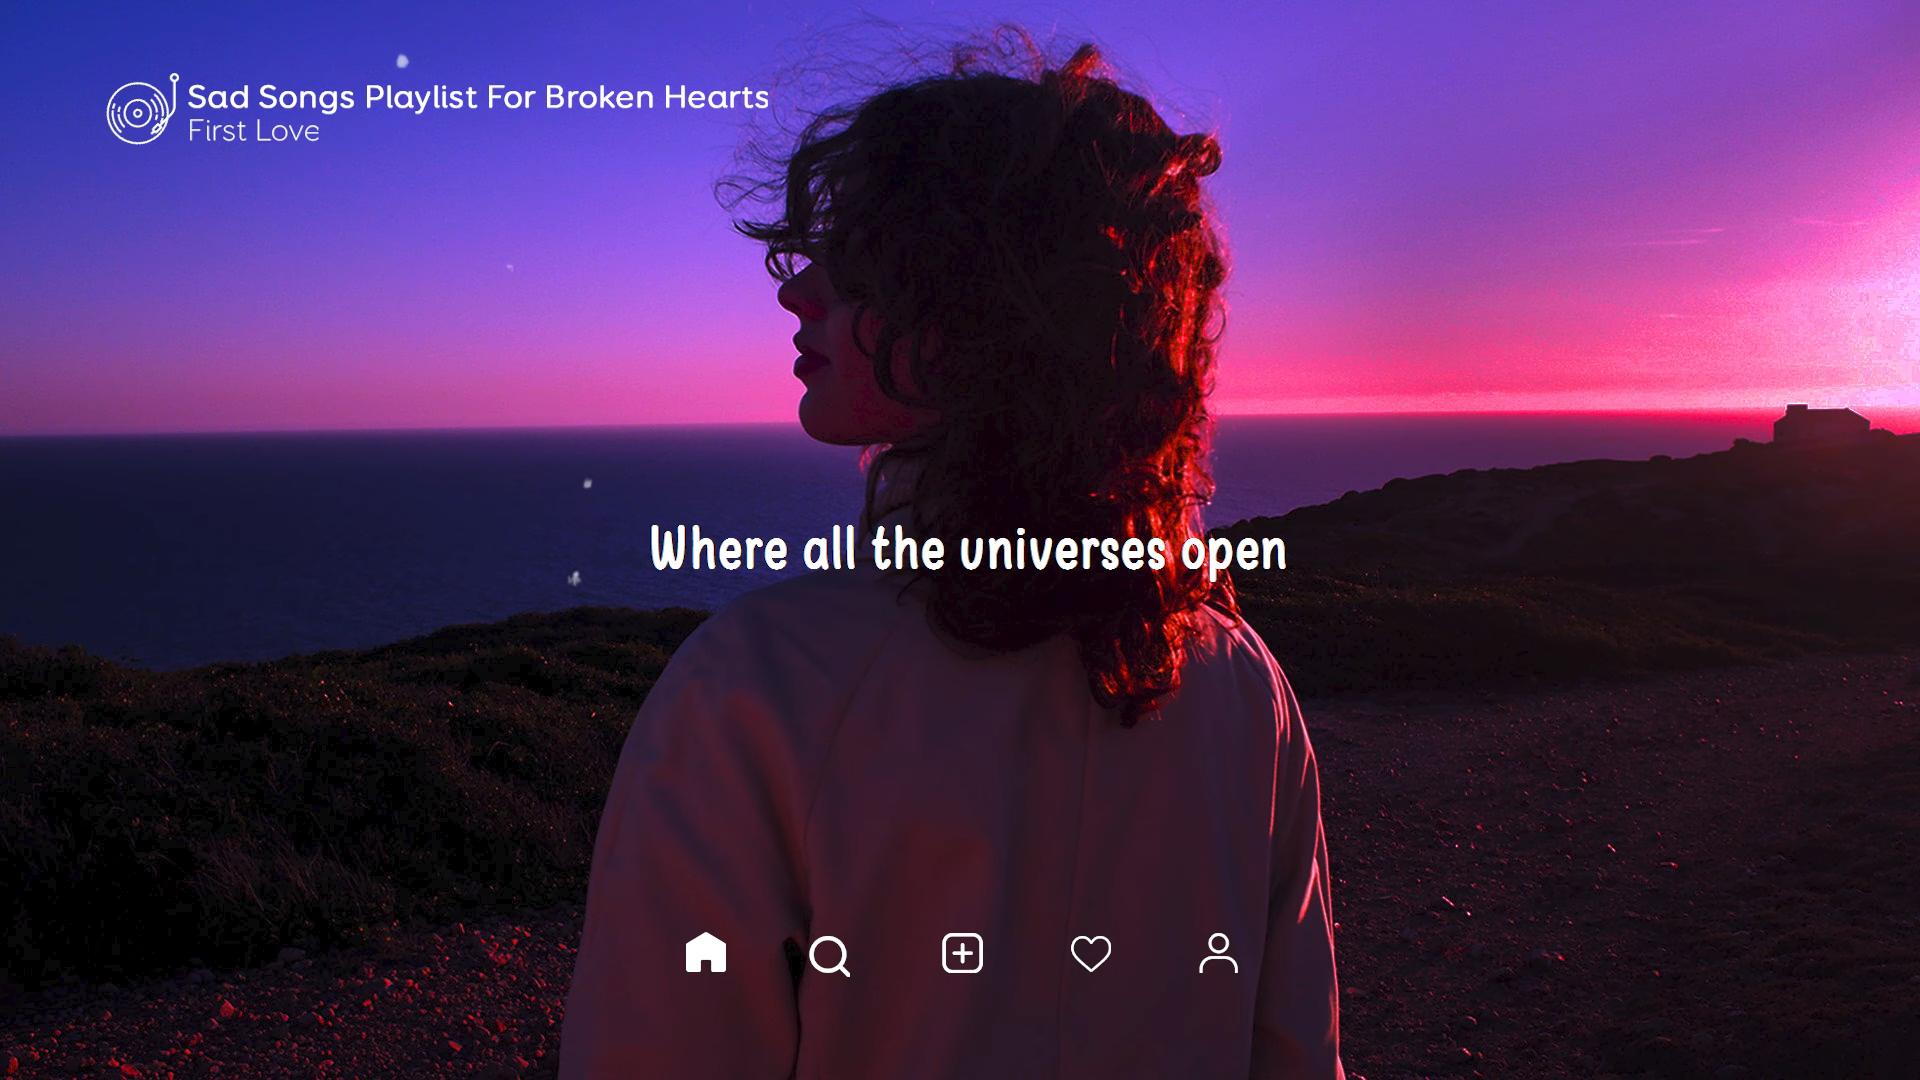 Sad Songs Playlist For Broken Hearts
First Love
Where all the universes open